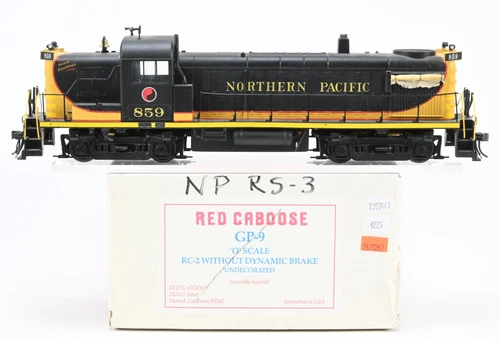 859
859
NORTHERN PACIFIC
859
NP RS-3
RED CABOOSE
GP-9
"O" SCALE
RC-2 WITHOUT DYNAMIC BRAKE
UNDECORATED
Assembly required
RED CABOOSE
Assembled in U.S.A.